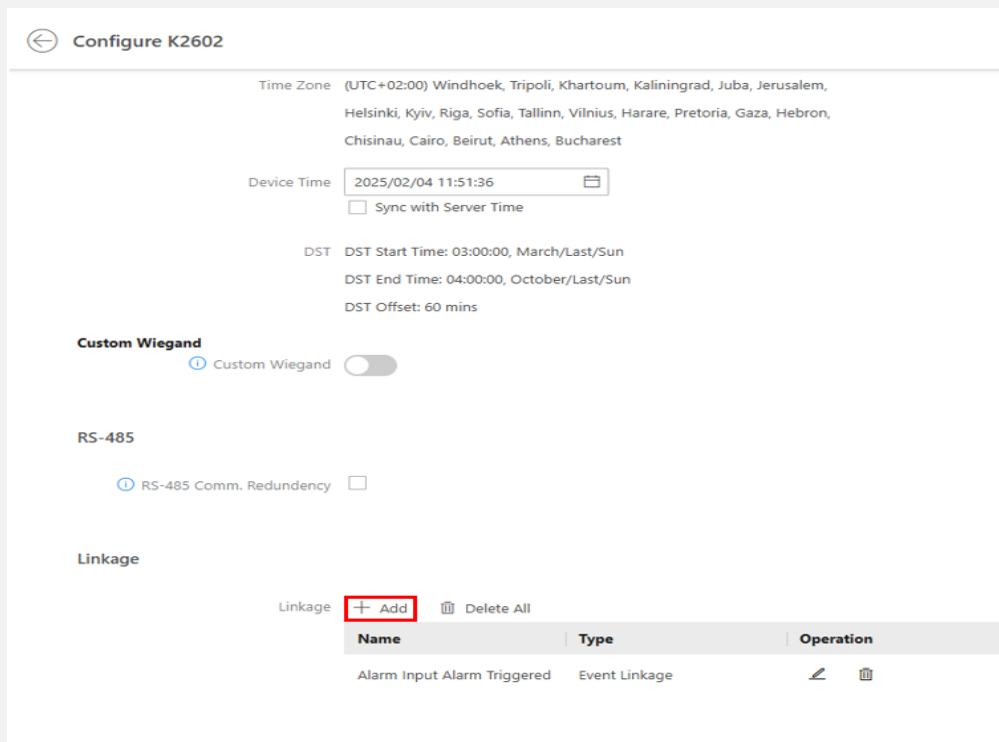 Configure K2602
Time Zone (UTC+02:00) Windhoek, Tripoli, Khartoum, Kaliningrad, Juba, Jerusalem,
Helsinki, Kyiv, Riga, Sofia, Tallinn, Vilnius, Harare, Pretoria, Gaza, Hebron,
Chisinau, Cairo, Beirut, Athens, Bucharest
Device Time 2025/02/04 11:51:36
Sync with Server Time
DST DST Start Time: 03:00:00, March/Last/Sun
DST End Time: 04:00:00, October/Last/Sun
DST Offset: 60 mins
Custom Wiegand
Custom Wiegand
RS-485
RS-485 Comm. Redundency
Linkage
Linkage + Add Delete All
Name Type Operation
Alarm Input Alarm Triggered Event Linkage